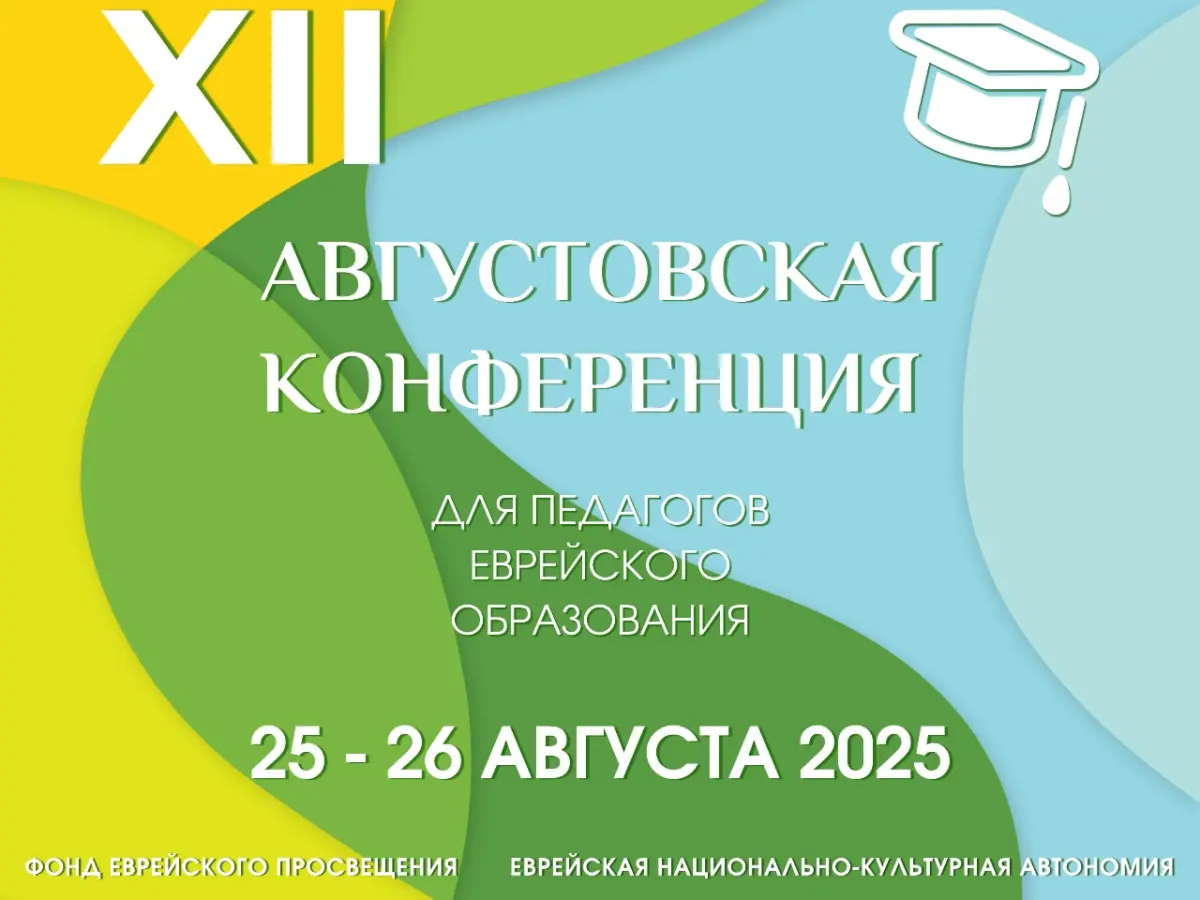 XII
АВГУСТОВСКАЯ
КОНФЕРЕНЦИЯ
ДЛЯ ПЕДАГОГОВ
ЕВРЕЙСКОГО
ОБРАЗОВАНИЯ
25 - 26 АВГУСТА 2025
ФОНД ЕВРЕЙСКОГО ПРОСВЕЩЕНИЯ
ЕВРЕЙСКАЯ НАЦИОНАЛЬНО-КУЛЬТУРНАЯ АВТОНОМИЯ